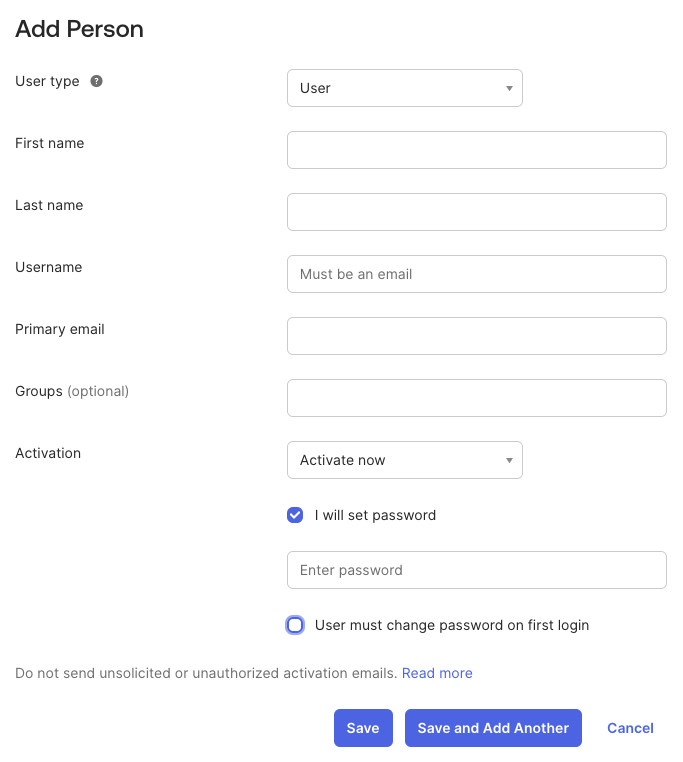 Add Person
User type ?
User
First name
Last name
Username
Must be an email
Primary email
Groups (optional)
Activation
Activate now
I will set password
Enter password
User must change password on first login
Do not send unsolicited or unauthorized activation emails. Read more
Save
Save and Add Another
Cancel